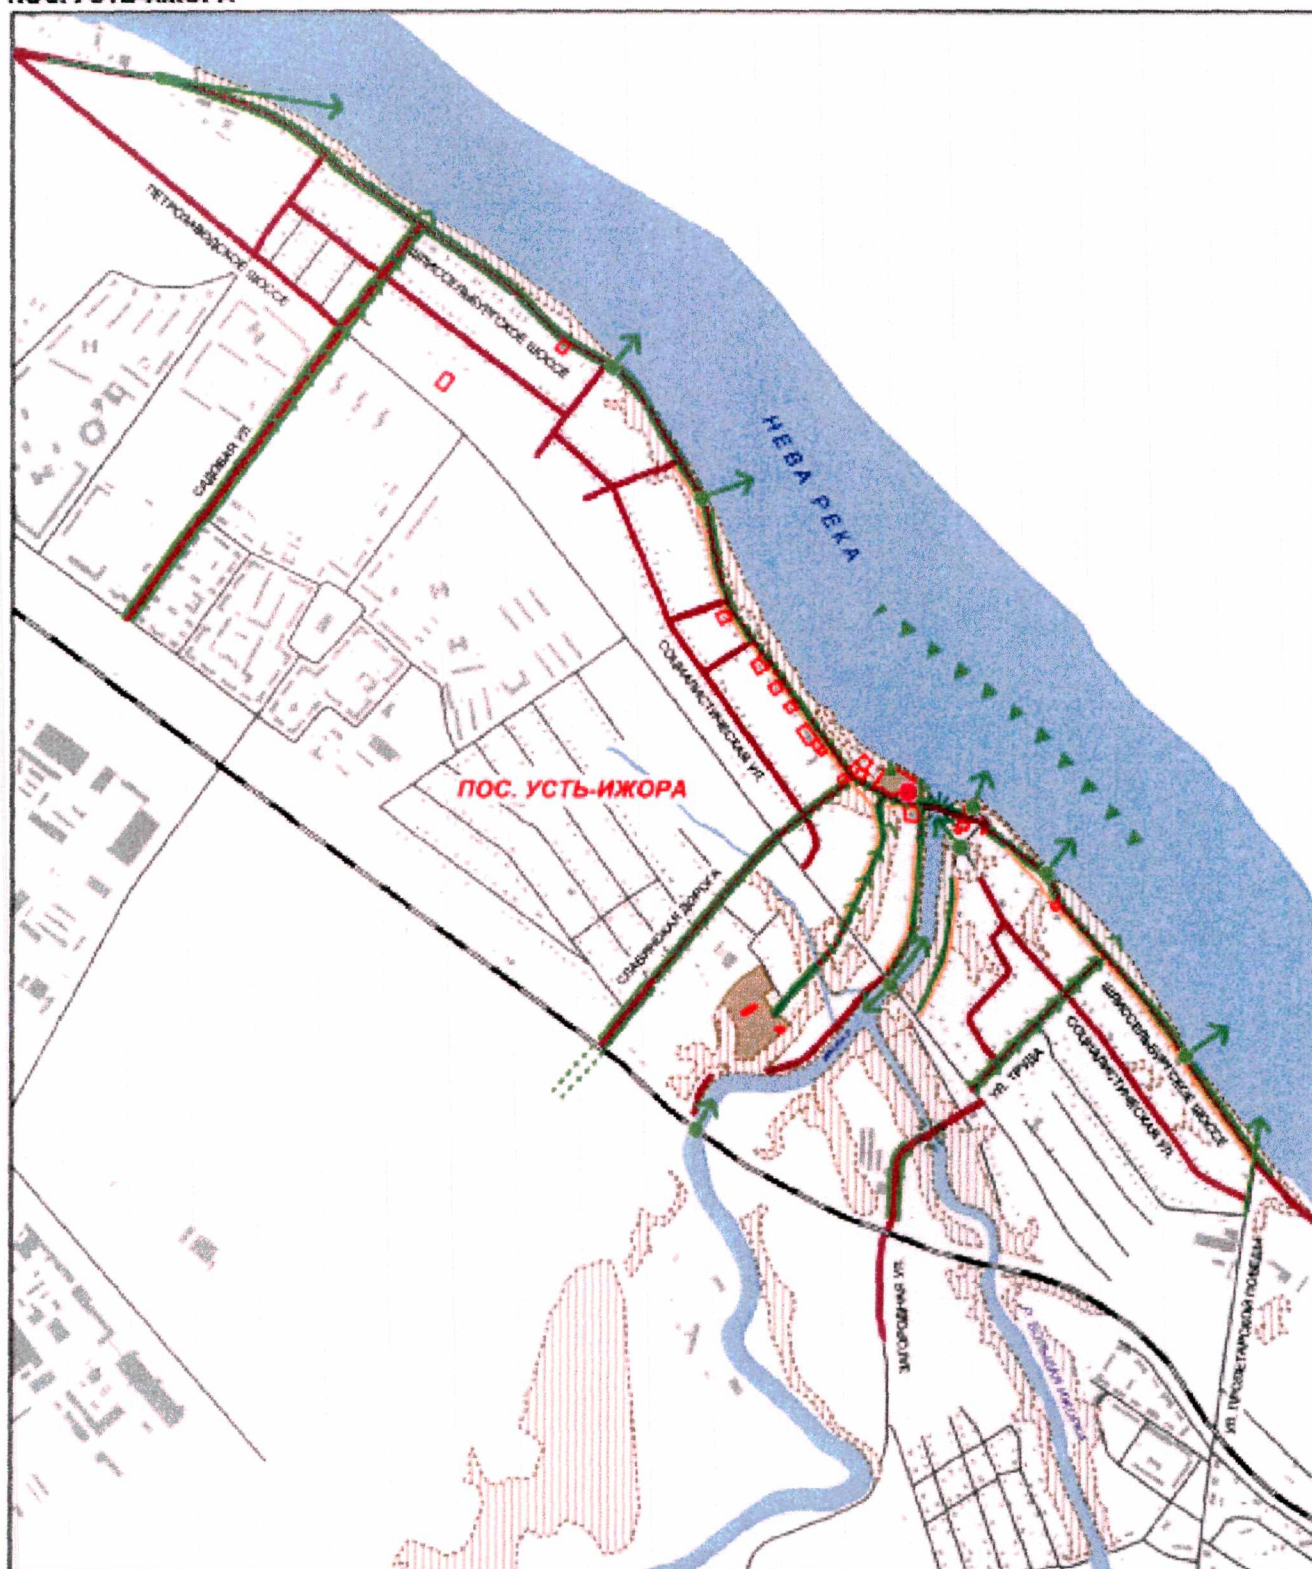 ПЕТРОЗАВОДСКОЕ ШОССЕ
ШЛИССЕЛЬБУРГСКОЕ ШОССЕ
САДОВАЯ УЛ.
НЕВА РЕКА
СОЦИАЛИСТИЧЕСКАЯ УЛ.
ПОС. УСТЬ-ИЖОРА
СЛАВЯНСКАЯ ДОРОГА
ШЛИССЕЛЬБУРГСКОЕ ШОССЕ
СОЦИАЛИСТИЧЕСКАЯ УЛ.
УЛ. ТРУДА
ЗАГОРОДНАЯ УЛ.
Р. БОЛЬШАЯ ИЖОРКА
УЛ. ПРОЛЕТАРСКОЙ ПОБЕДЫ